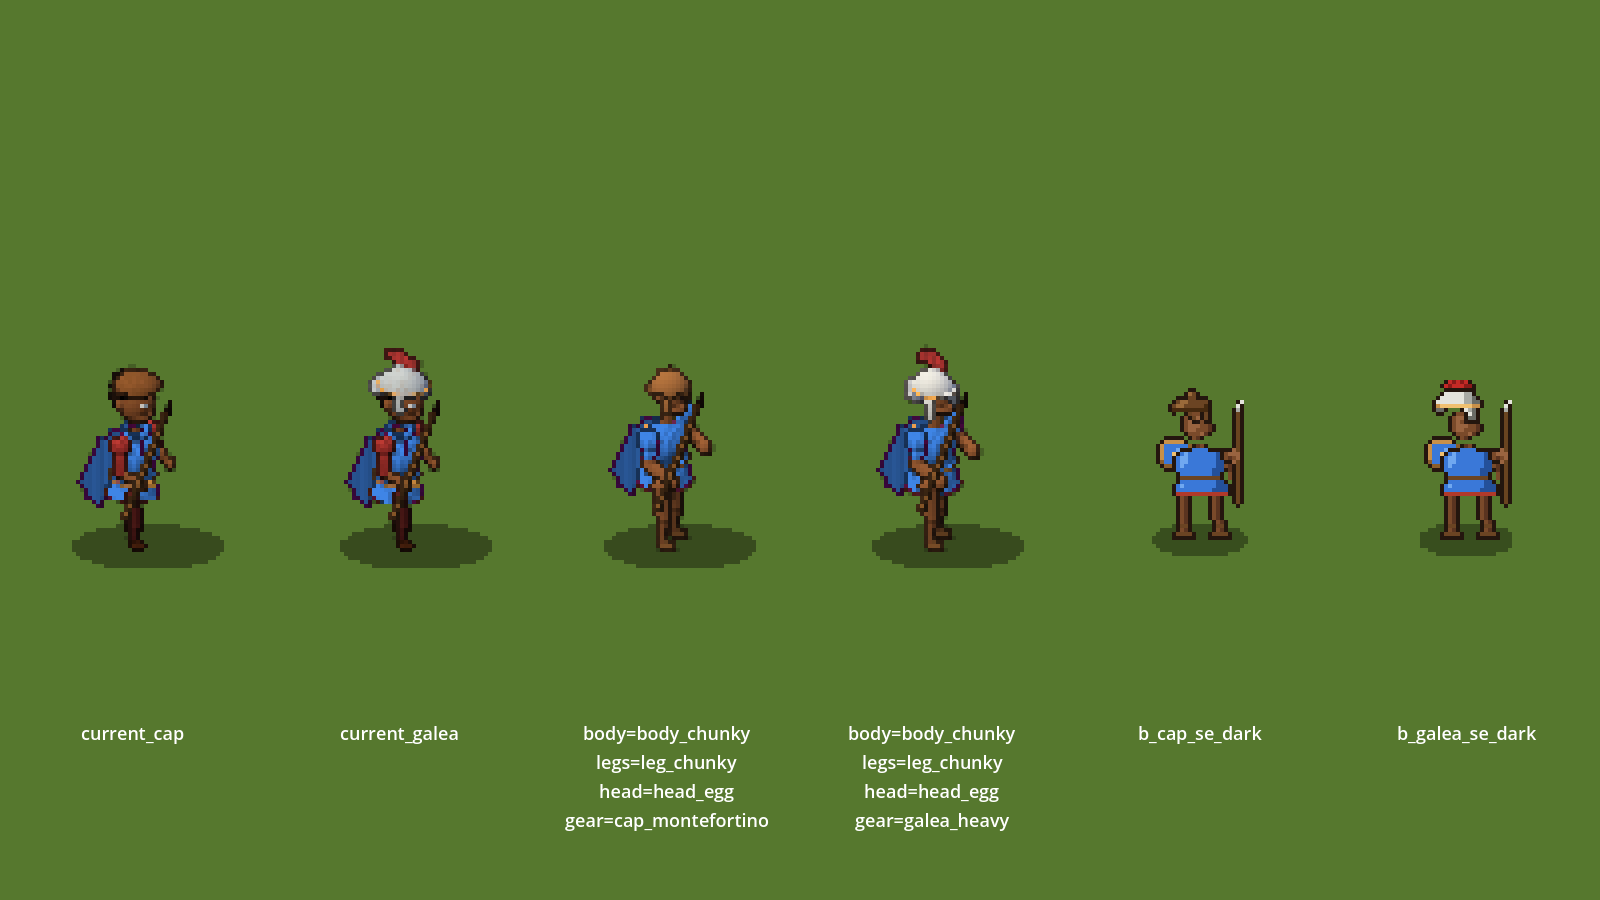 current_cap
current_galea
body=body_chunky
legs=leg_chunky
head=head_egg
gear=cap_montefortino
body=body_chunky
legs=leg_chunky
head=head_egg
gear=galea_heavy
b_cap_se_dark
b_galea_se_dark